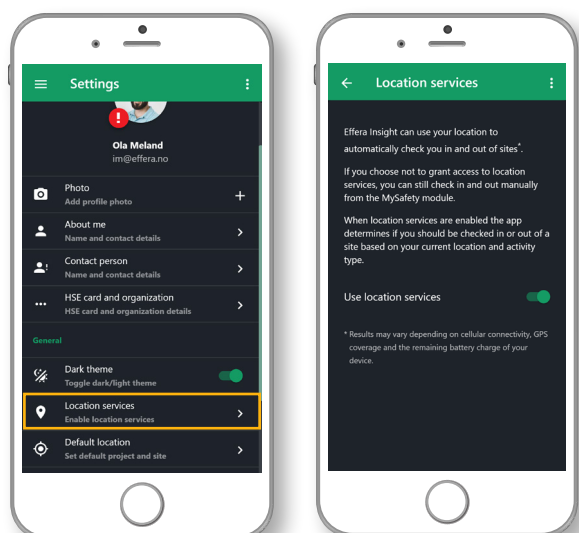 Settings
Ola Meland
im@effera.no
Photo
Add profile photo
About me
Name and contact details
Contact person
Name and contact details
HSE card and organization
HSE card and organization details
General
Dark theme
Toggle dark/light theme
Location services
Enable location services
Default location
Set default project and site
Location services
Effera Insight can use your location to
automatically check you in and out of sites*.
If you choose not to grant access to location
services, you can still check in and out manually
from the MySafety module.
When location services are enabled the app
determines if you should be checked in or out of a
site based on your current location and activity
type.
Use location services
* Results may vary depending on cellular connectivity, GPS
coverage and the remaining battery charge of your
device.